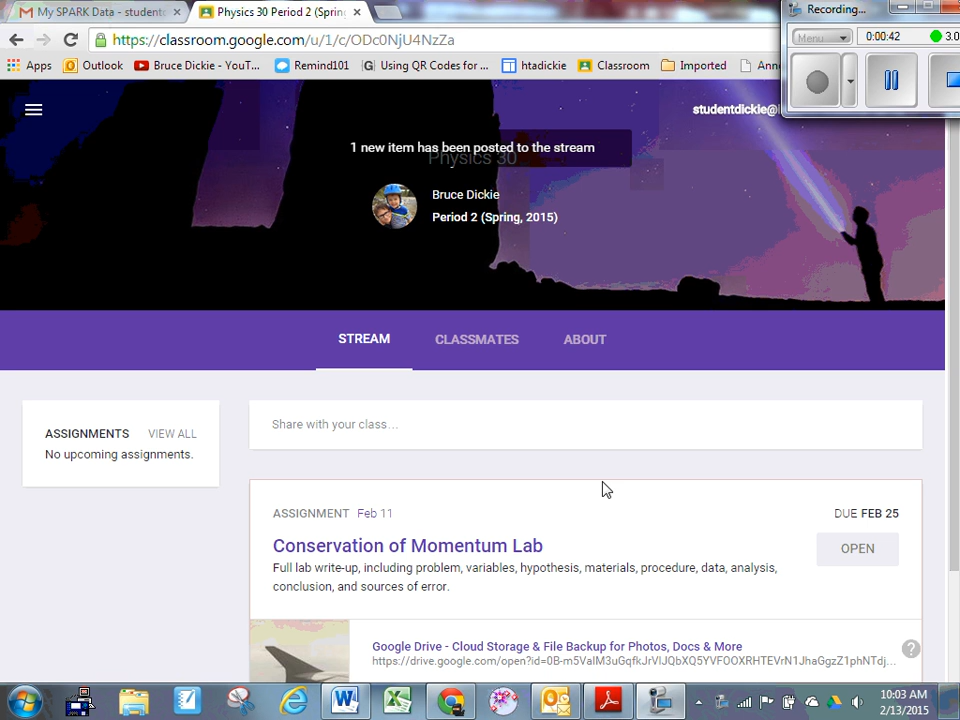 My SPARK Data - student
Physics 30 Period 2 (Spring
Recording...
https://classroom.google.com/u/1/c/ODc0NjU4NzZa
Menu
0:00:42
3.0
Apps
Outlook
Bruce Dickie - YouT...
Remind101
Using QR Codes for ...
htadickie
Classroom
Imported
studentdickie@
1 new item has been posted to the stream
Physics 30
Bruce Dickie
Period 2 (Spring, 2015)
STREAM
CLASSMATES
ABOUT
ASSIGNMENTS
VIEW ALL
No upcoming assignments.
Share with your class...
ASSIGNMENT Feb 11
DUE FEB 25
Conservation of Momentum Lab
OPEN
Full lab write-up, including problem, variables, hypothesis, materials, procedure, data, analysis,
conclusion, and sources of error.
Google Drive - Cloud Storage & File Backup for Photos, Docs & More
10:03 AM
2/13/2015